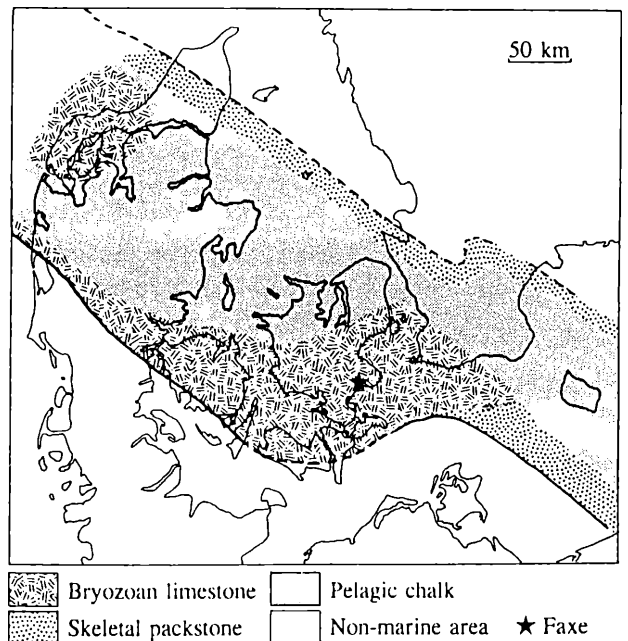 50 km
Bryozoan limestone Pelagic chalk
Skeletal packstone Non-marine area ★ Faxe